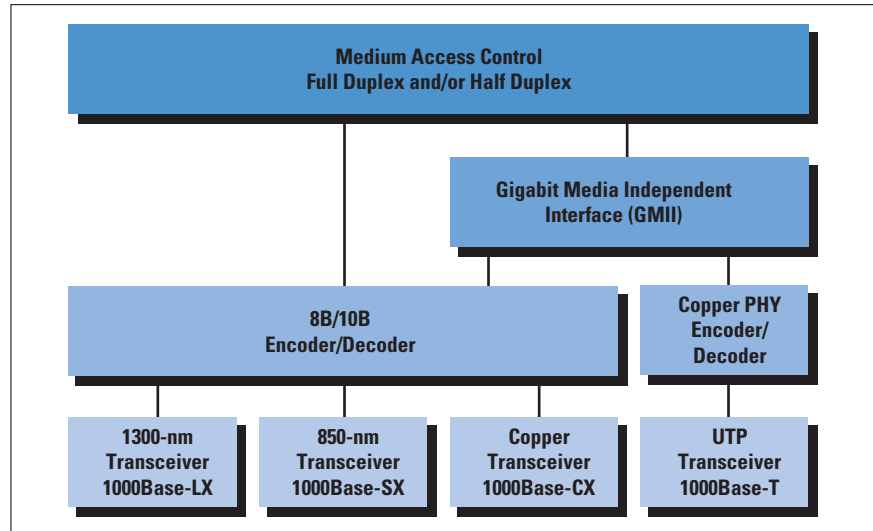 Medium Access Control
Full Duplex and/or Half Duplex
Gigabit Media Independent
Interface (GMII)
8B/10B
Encoder/Decoder
Copper PHY
Encoder/
Decoder
1300-nm
Transceiver
1000Base-LX
850-nm
Transceiver
1000Base-SX
Copper
Transceiver
1000Base-CX
UTP
Transceiver
1000Base-T